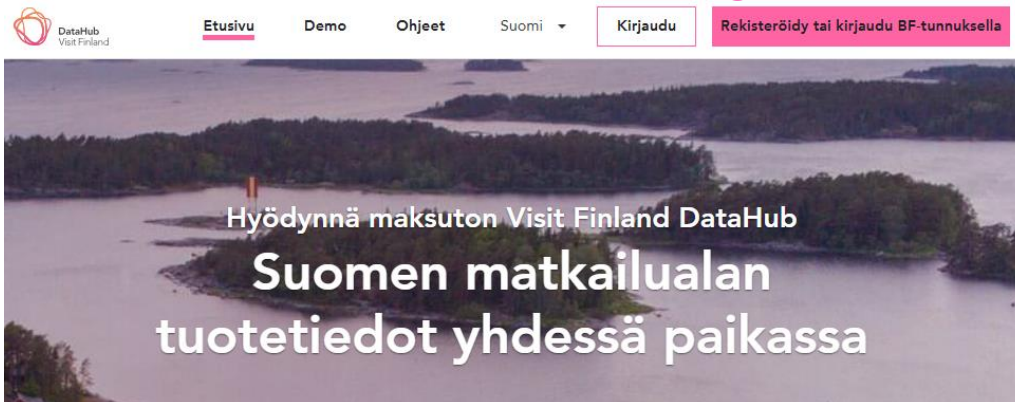 DataHub
Visit Finland
Etusivu
Demo
Ohjeet
Suomi
Kirjaudu
Rekisteröidy tai kirjaudu BF-tunnuksella
Hyödynnä maksuton Visit Finland DataHub
Suomen matkailualan
tuotetiedot yhdessä paikassa